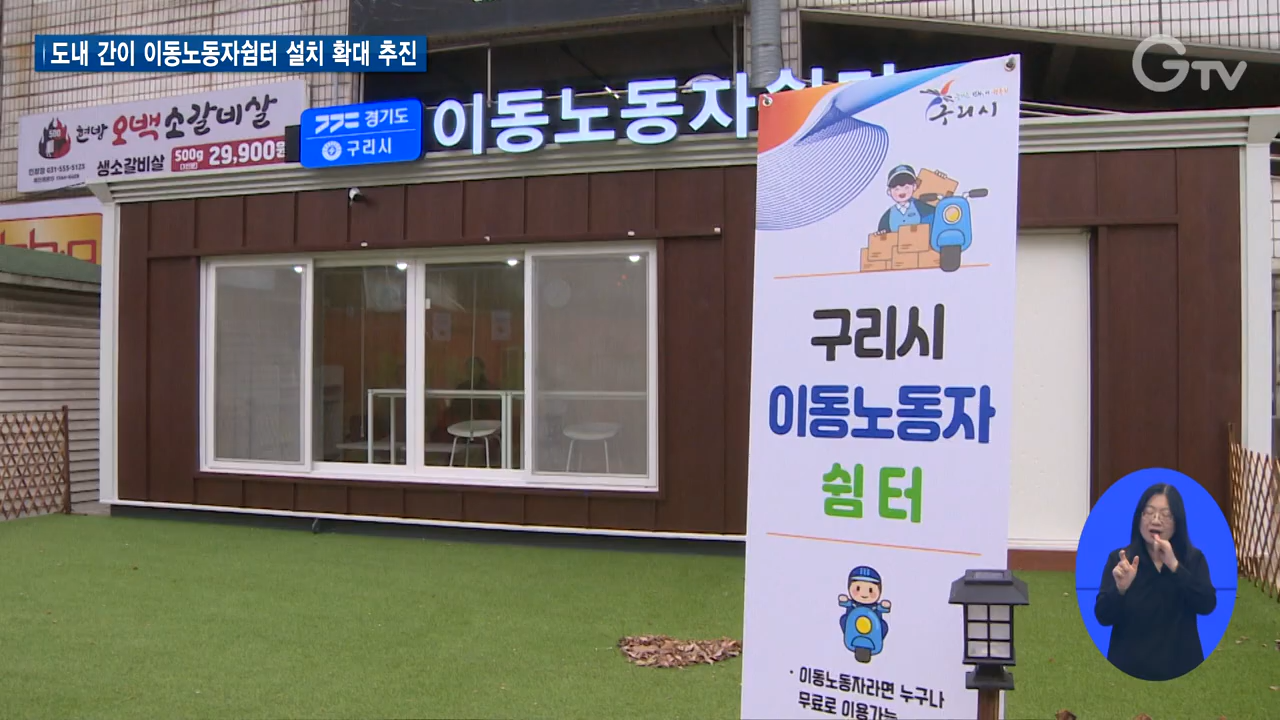 도내 간이 이동노동자쉼터 설치 확대 추진
GTV
현방 오백소갈비살
생소갈비살 500g 29,900원
경기도
구리시
이동노동자쉼터
구리시
구리시
이동노동자
쉼터
· 이동노동자라면 누구나
무료로 이용가능